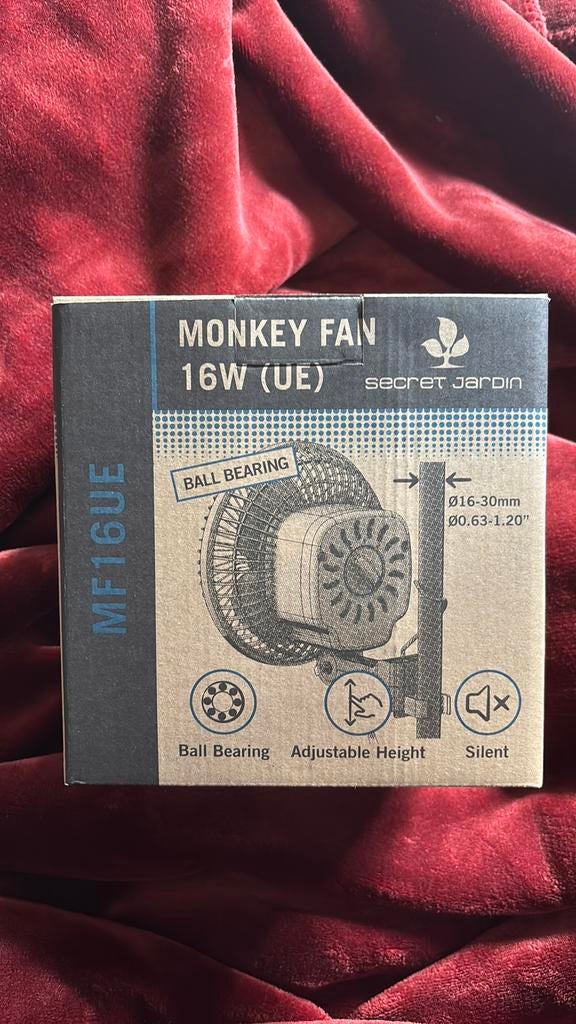 MONKEY FAN
16W (UE)
SECRET JARDIN
MF16UE
BALL BEARING
Ø16-30mm
Ø0.63-1.20"
Ball Bearing
Adjustable Height
Silent